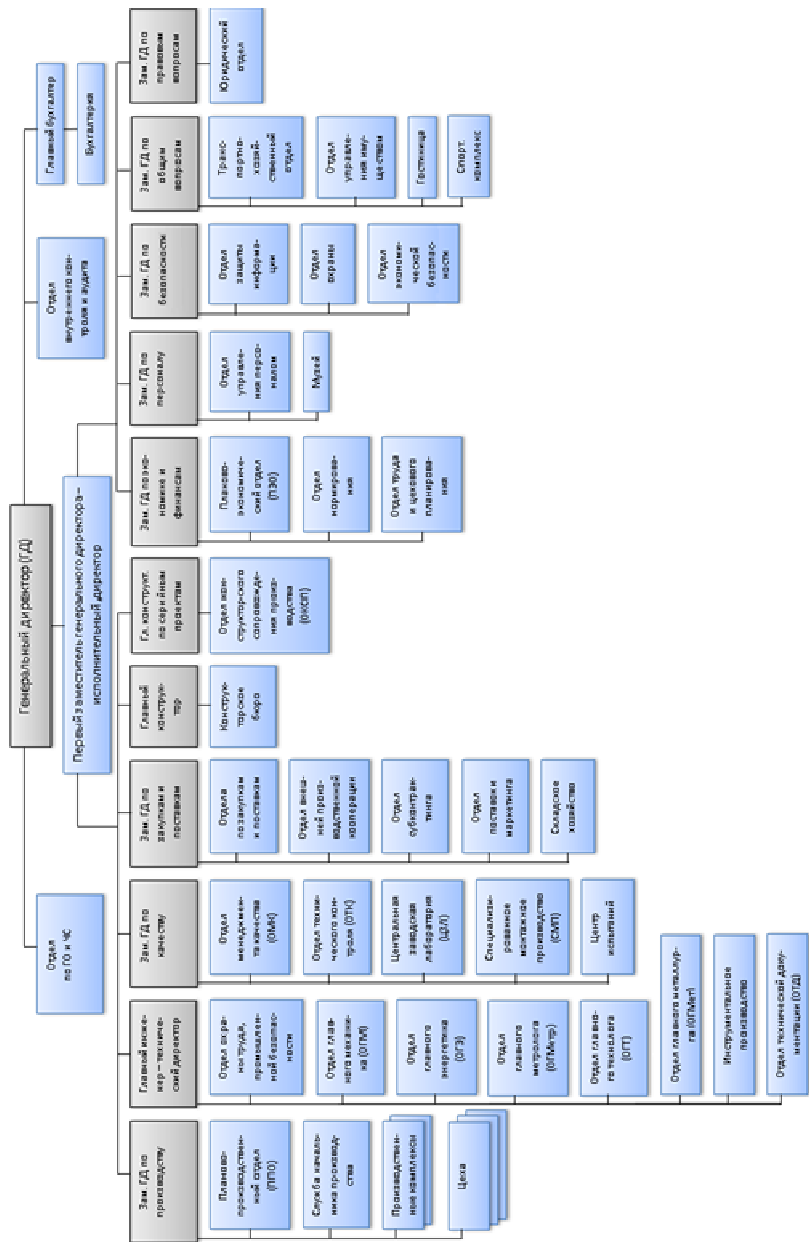 Генеральный директор (ГД)
Отдел
по ГО и ЧС
Первый заместитель генерального директора –
исполнительный директор
Отдел
внутреннего кон-
троля и аудита
Главный бухгалтер
Бухгалтерия
Зам. ГД по
производству
Планово-
производствен-
ный отдел
(ППО)
Служба началь-
ника производ-
ства
Производствен-
ные комплексы
Цеха
Главный инже-
нер – техниче-
ский директор
Отдел охра-
ны труда,
промышлен-
ной безопас-
ности
Отдел глав-
ного механи-
ка (ОГМ)
Отдел
главного
энергетика
(ОГЭ)
Отдел
главного
метролога
(ОГМетр)
Отдел главно-
го технолога
(ОГТ)
Отдел главного металлур-
га (ОГМет)
Инструментальное
производство
Отдел технической доку-
ментации (ОТД)
Зам. ГД по
качеству
Отдел
менеджмен-
та качества
(ОМК)
Отдел техни-
ческого кон-
троля (ОТК)
Центральная
заводская
лаборатория
(ЦЗЛ)
Специализи-
рованное
монтажное
производство
(СМП)
Центр
испытаний
Зам. ГД по
закупкам и
поставкам
Отдела
по закупкам
и поставкам
Отдел внеш-
ней произ-
водственной
кооперации
Отдел
субконтрак-
тинга
Отдел
поставок и
маркетинга
Складское
хозяйство
Главный
конструк-
тор
Конструк-
торское
бюро
Гл. конструкт.
по серийным
проектам
Отдел кон-
структорского
сопровожде-
ния произ-
водства
(ОКСП)
Зам. ГД по эко-
номике и
финансам
Планово-
экономиче-
ский отдел
(ПЭО)
Отдел
нормирова-
ния
Отдел труда
и цехового
планирова-
ния
Зам. ГД по
персоналу
Отдел
управле-
ния персо-
налом
Музей
Зам. ГД по
безопасности
Отдел
защиты
информа-
ции
Отдел
охраны
Отдел
экономи-
ческой
безопас-
ности
Зам. ГД по
общим
вопросам
Транс-
портно-
хозяй-
ственный
отдел
Отдел
управле-
ния иму-
ществом
Гостиница
Спорт.
комплекс
Зам. ГД по
правовым
вопросам
Юридический
отдел